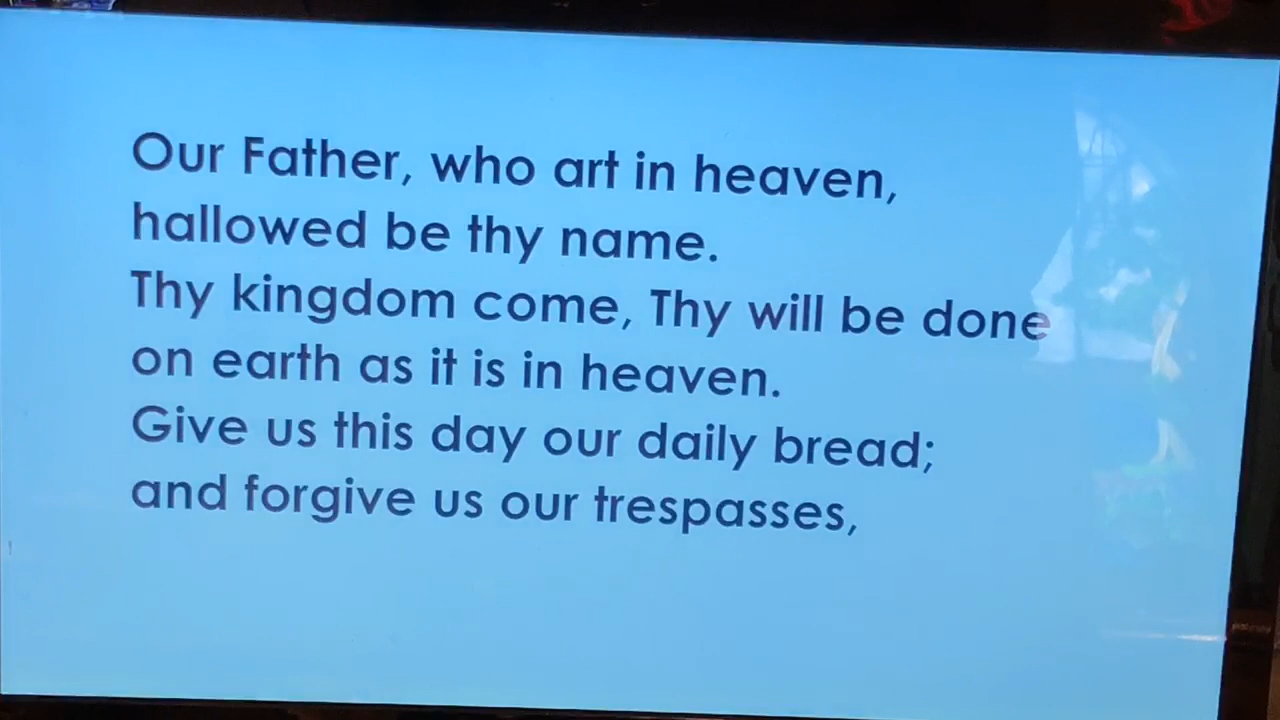 Our Father, who art in heaven,
hallowed be thy name.
Thy kingdom come, Thy will be done
on earth as it is in heaven.
Give us this day our daily bread;
and forgive us our trespasses,